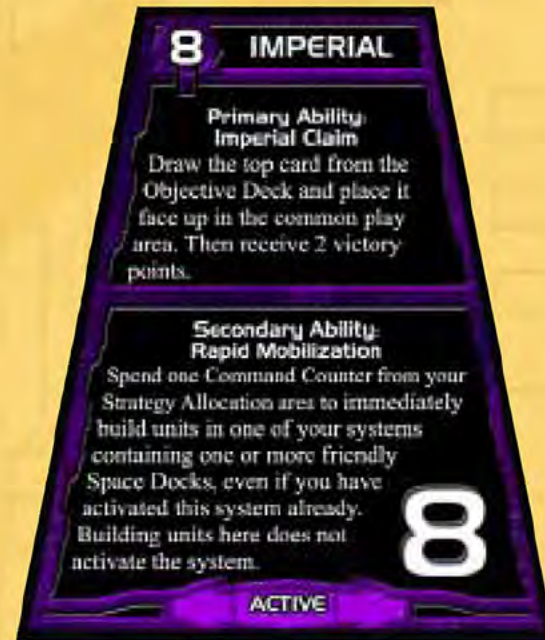 8 IMPERIAL
Primary Ability:
Imperial Claim
Draw the top card from the
Objective Deck and place it
face up in the common play
area. Then receive 2 victory
points.
Secondary Ability:
Rapid Mobilization
Spend one Command Counter from your
Strategy Allocation area to immediately
build units in one of your systems
containing one or more friendly
Space Docks, even if you have
activated this system already.
Building units here does not
activate the system.
8
ACTIVE